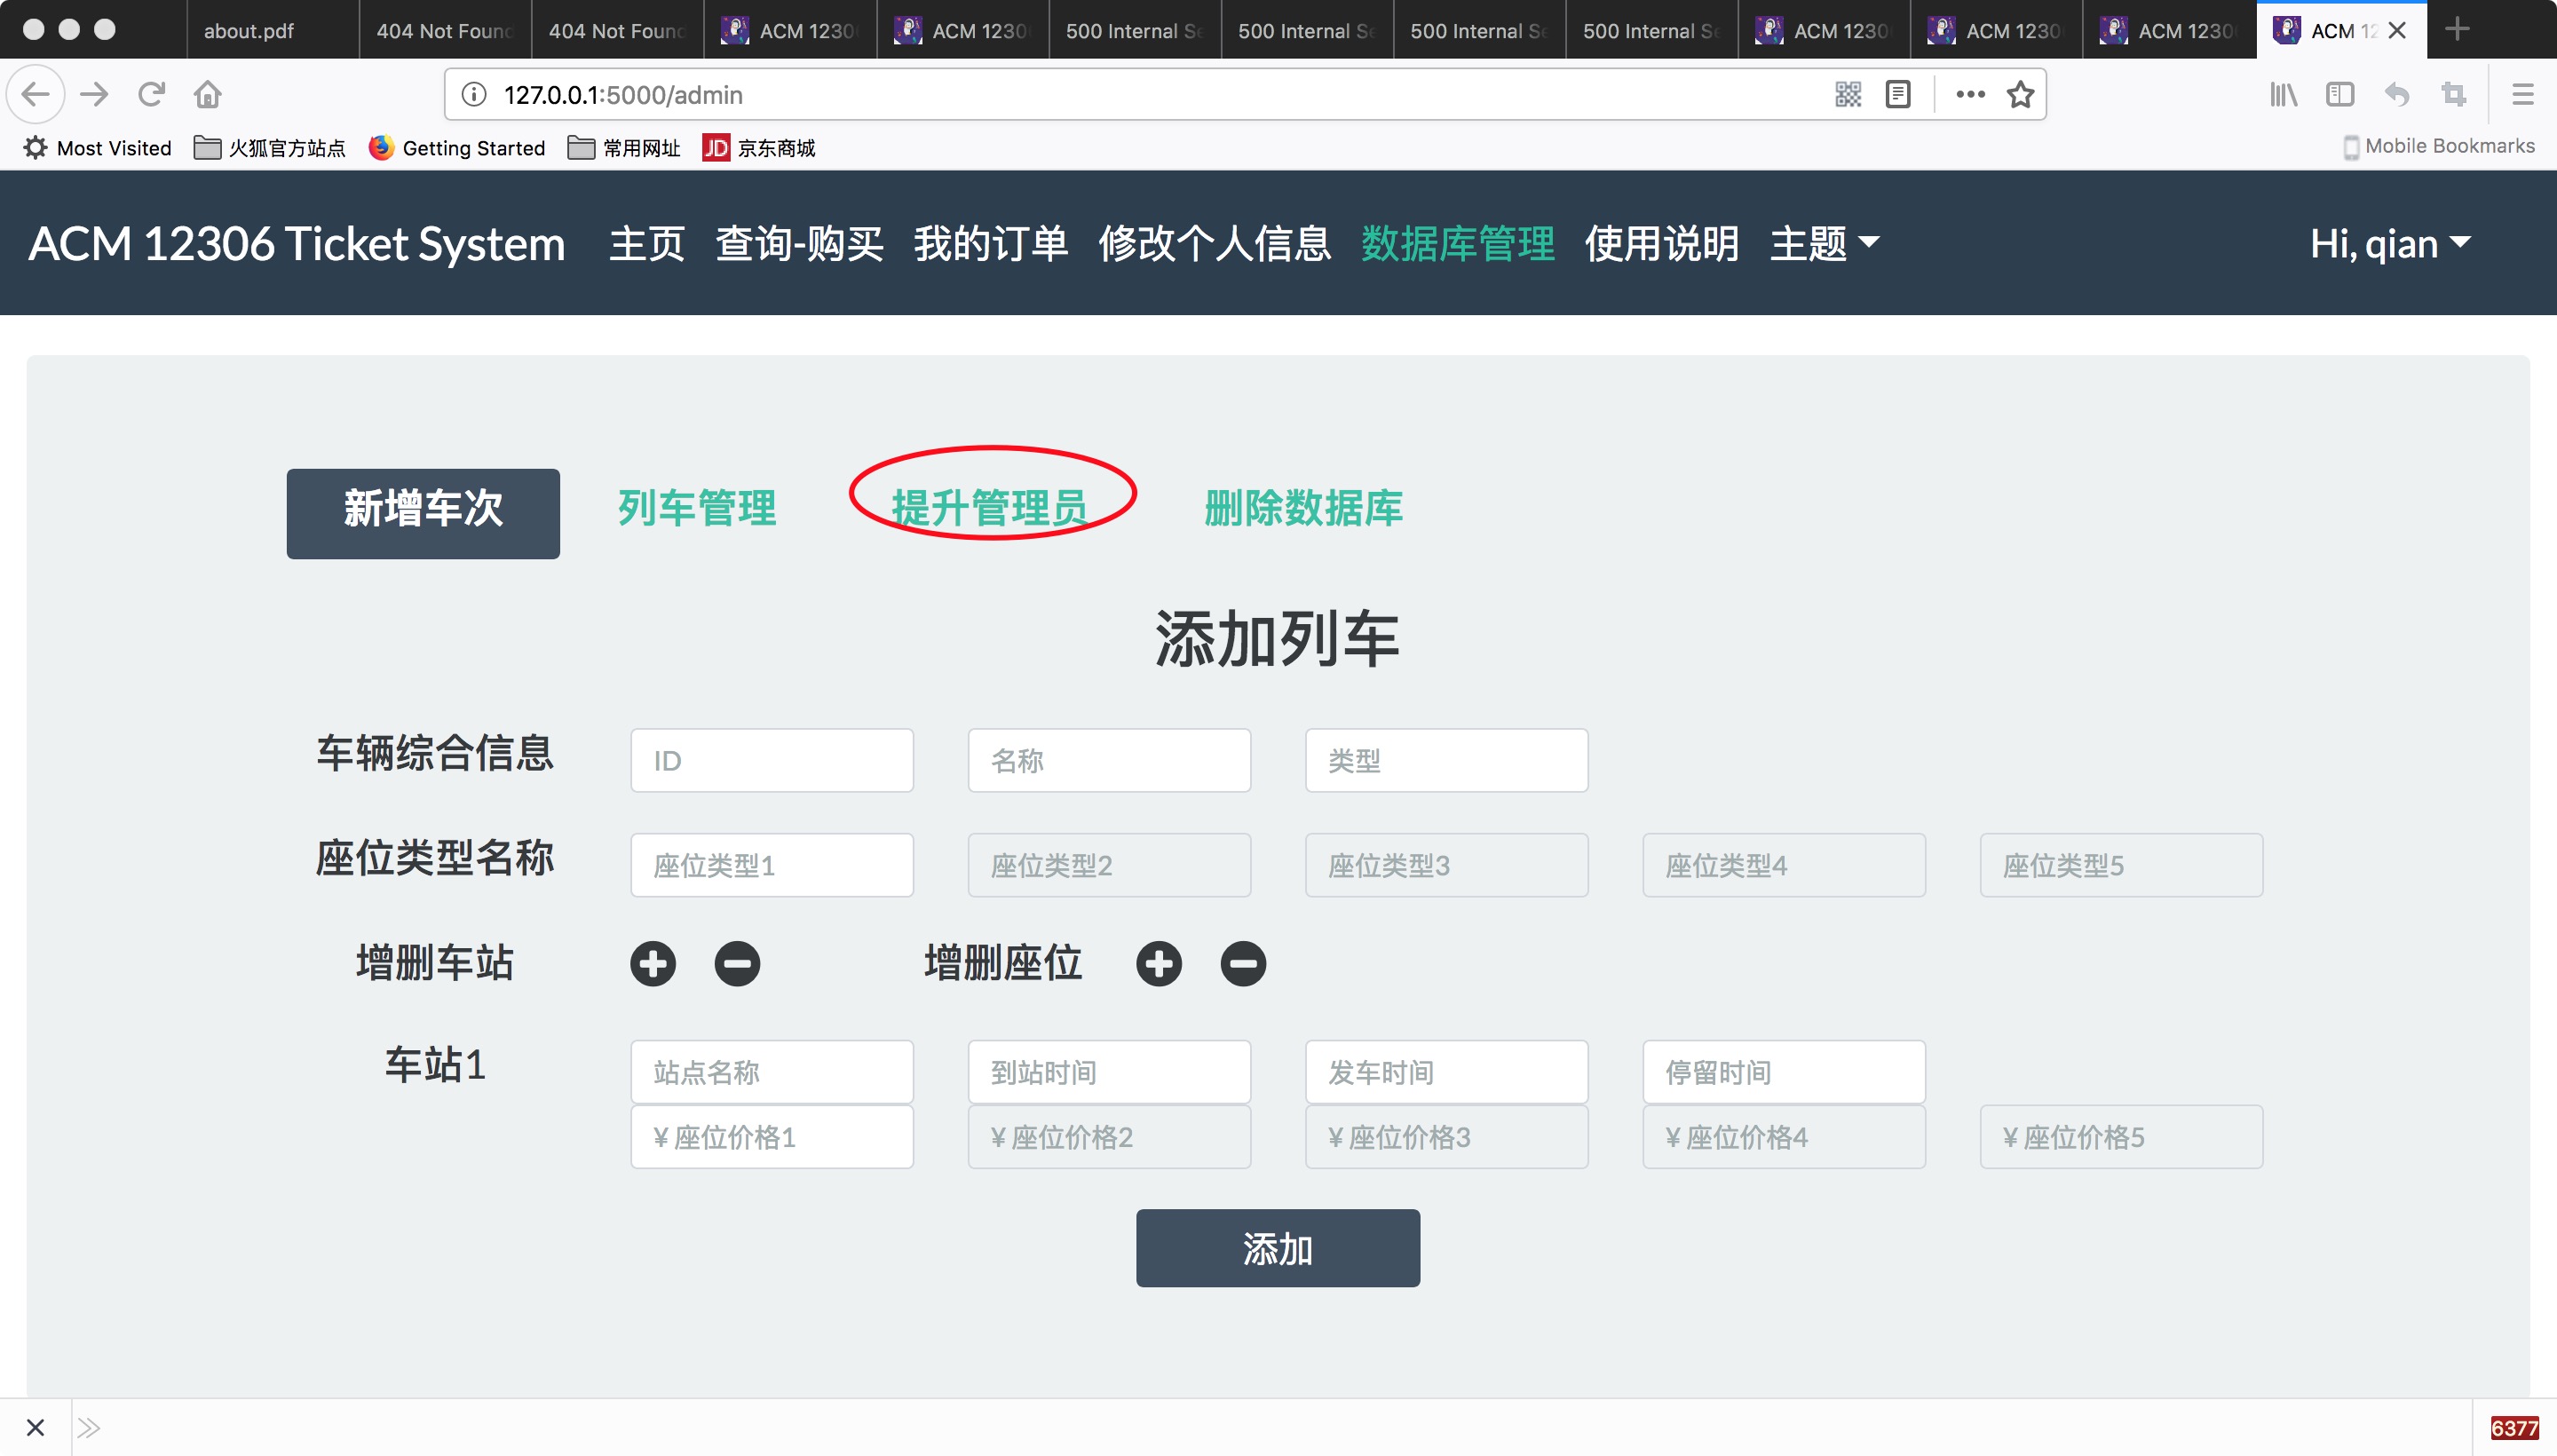 about.pdf 404 Not Foun 404 Not Foun ACM 1230 ACM 1230 500 Internal S 500 Internal S 500 Internal S 500 Internal S ACM 1230 ACM 1230 ACM 1230 ACM 12
127.0.0.1:5000/admin
Most Visited 火狐官方站点 Getting Started 常用网址 JD 京东商城 Mobile Bookmarks
ACM 12306 Ticket System 主页 查询-购买 我的订单 修改个人信息 数据库管理 使用说明 主题 Hi, qian
新增车次 列车管理 提升管理员 删除数据库
添加列车
车辆综合信息 ID 名称 类型
座位类型名称 座位类型1 座位类型2 座位类型3 座位类型4 座位类型5
增删车站 增删座位
车站1 站点名称 到站时间 发车时间 停留时间
¥ 座位价格1 ¥ 座位价格2 ¥ 座位价格3 ¥ 座位价格4 ¥ 座位价格5
添加
6377